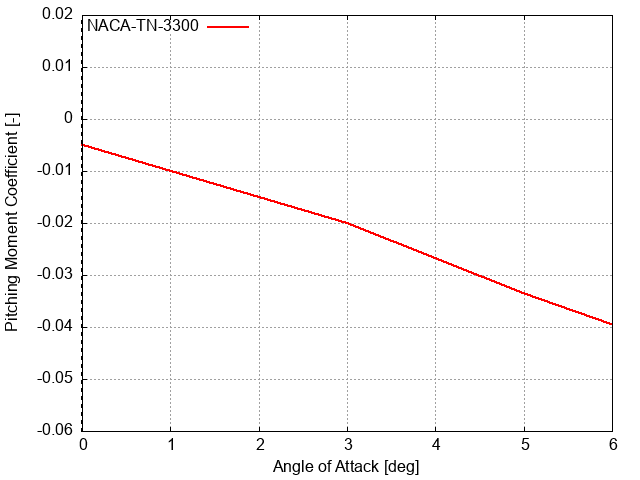 0.02
NACA-TN-3300
0.01
0
-0.01
-0.02
-0.03
-0.04
-0.05
-0.06
Pitching Moment Coefficient [-]
0 1 2 3 4 5 6
Angle of Attack [deg]